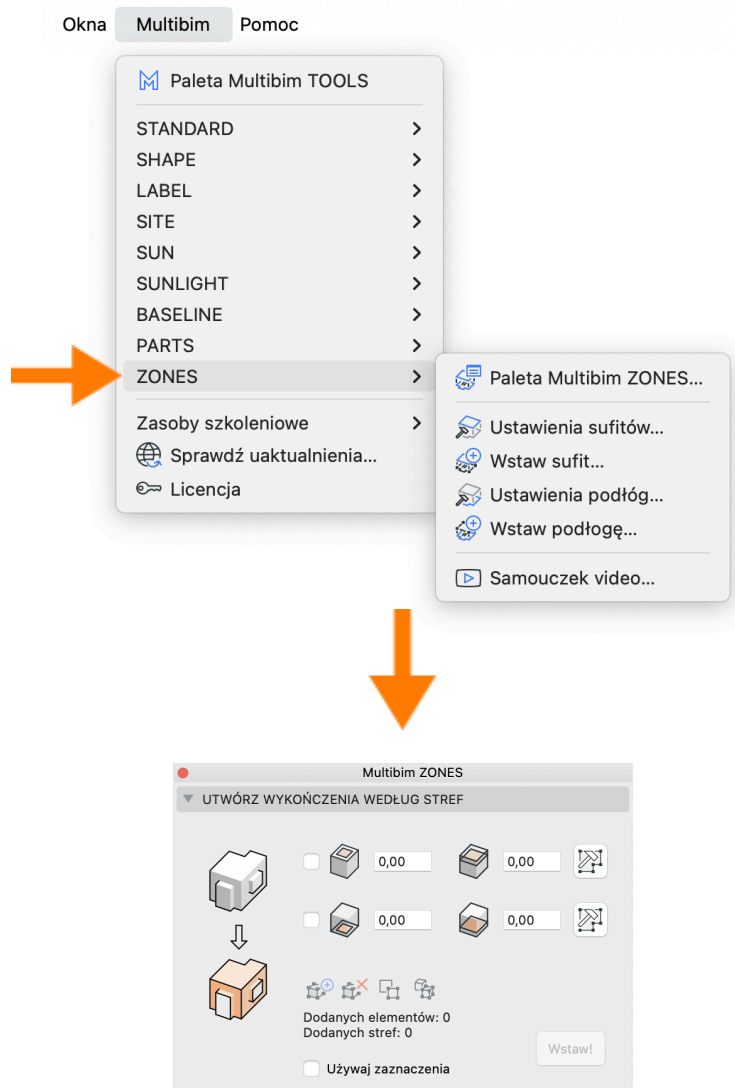 Okna Multibim Pomoc
Paleta Multibim TOOLS
STANDARD
SHAPE
LABEL
SITE
SUN
SUNLIGHT
BASELINE
PARTS
ZONES
Zasoby szkoleniowe
Sprawdź uaktualnienia...
Licencja
Paleta Multibim ZONES...
Ustawienia sufitów...
Wstaw sufit...
Ustawienia podłóg...
Wstaw podłogę...
Samouczek video...
Multibim ZONES
UTWÓRZ WYKOŃCZENIA WEDŁUG STREF
0,00 0,00
0,00 0,00
Dodanych elementów: 0
Dodanych stref: 0
Wstaw!
Używaj zaznaczenia